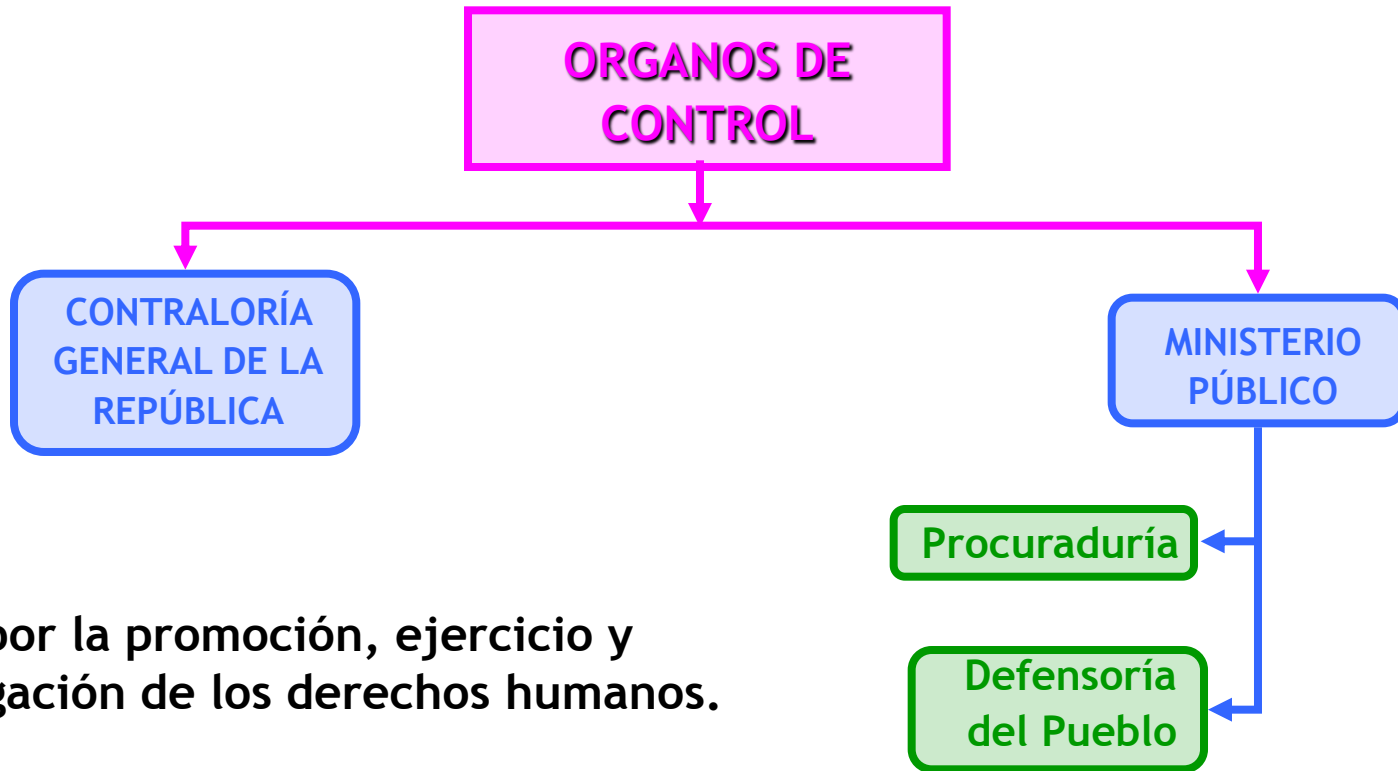 ORGANOS DE
CONTROL
CONTRALORÍA
GENERAL DE LA
REPÚBLICA
MINISTERIO
PÚBLICO
Procuraduría
por la promoción, ejercicio y
de los derechos humanos.
Defensoría
del Pueblo